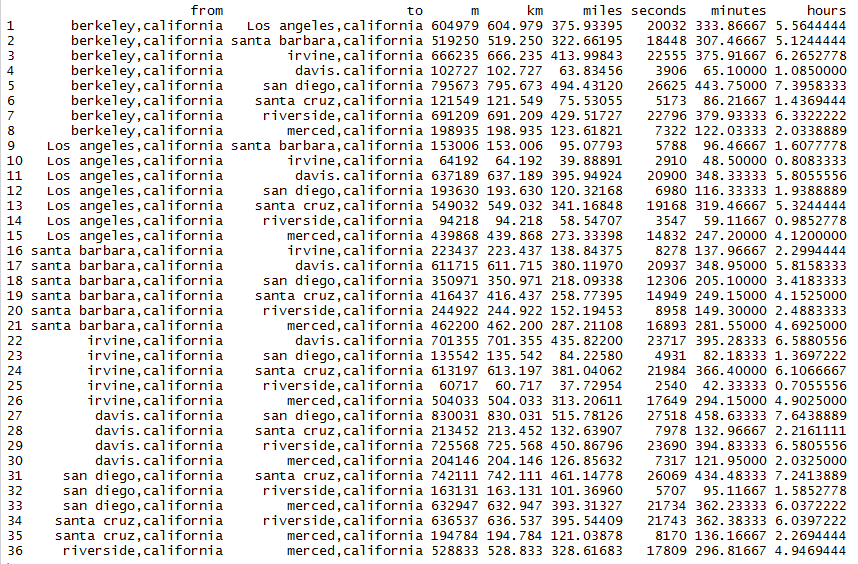 from to m km miles seconds minutes hours
1 berkeley,california Los angeles,california 604979 604.979 375.93395 20032 333.86667 5.5644444
2 berkeley,california santa barbara,california 519250 519.250 322.66195 18448 307.46667 5.1244444
3 berkeley,california irvine,california 666235 666.235 413.99843 22555 375.91667 6.2652778
4 berkeley,california davis.california 102727 102.727 63.83456 3906 65.10000 1.0850000
5 berkeley,california san diego,california 795673 795.673 494.43120 26625 443.75000 7.3958333
6 berkeley,california santa cruz,california 121549 121.549 75.53055 5173 86.21667 1.4369444
7 berkeley,california riverside,california 691209 691.209 429.51727 22796 379.93333 6.3322222
8 berkeley,california merced,california 198935 198.935 123.61821 7322 122.03333 2.0338889
9 Los angeles,california santa barbara,california 153006 153.006 95.07793 5788 96.46667 1.6077778
10 Los angeles,california irvine,california 64192 64.192 39.88891 2910 48.50000 0.8083333
11 Los angeles,california davis.california 637189 637.189 395.94924 20900 348.33333 5.8055556
12 Los angeles,california san diego,california 193630 193.630 120.32168 6980 116.33333 1.9388889
13 Los angeles,california santa cruz,california 549032 549.032 341.16848 19168 319.46667 5.3244444
14 Los angeles,california riverside,california 94218 94.218 58.54707 3547 59.11667 0.9852778
15 Los angeles,california merced,california 439868 439.868 273.33398 14832 247.20000 4.1200000
16 santa barbara,california irvine,california 223437 223.437 138.84375 8278 137.96667 2.2994444
17 santa barbara,california davis.california 611715 611.715 380.11970 20937 348.95000 5.8158333
18 santa barbara,california san diego,california 350971 350.971 218.09338 12306 205.10000 3.4183333
19 santa barbara,california santa cruz,california 416437 416.437 258.77395 14949 249.15000 4.1525000
20 santa barbara,california riverside,california 244922 244.922 152.19453 8958 149.30000 2.4883333
21 santa barbara,california merced,california 462200 462.200 287.21108 16893 281.55000 4.6925000
22 irvine,california davis.california 701355 701.355 435.82200 23717 395.28333 6.5880556
23 irvine,california san diego,california 135542 135.542 84.22580 4931 82.18333 1.3697222
24 irvine,california santa cruz,california 613197 613.197 381.04062 21984 366.40000 6.1066667
25 irvine,california riverside,california 60717 60.717 37.72954 2540 42.33333 0.7055556
26 irvine,california merced,california 504033 504.033 313.20611 17649 294.15000 4.9025000
27 davis.california san diego,california 830031 830.031 515.78126 27518 458.63333 7.6438889
28 davis.california santa cruz,california 213452 213.452 132.63907 7978 132.96667 2.2161111
29 davis.california riverside,california 725568 725.568 450.86796 23690 394.83333 6.5805556
30 davis.california merced,california 204146 204.146 126.85632 7317 121.95000 2.0325000
31 san diego,california santa cruz,california 742111 742.111 461.14778 26069 434.48333 7.2413889
32 san diego,california riverside,california 163131 163.131 101.36960 5707 95.11667 1.5852778
33 san diego,california merced,california 632947 632.947 393.31327 21734 362.23333 6.0372222
34 santa cruz,california riverside,california 636537 636.537 395.54409 21743 362.38333 6.0397222
35 santa cruz,california merced,california 194784 194.784 121.03878 8170 136.16667 2.2694444
36 riverside,california merced,california 528833 528.833 328.61683 17809 296.81667 4.9469444